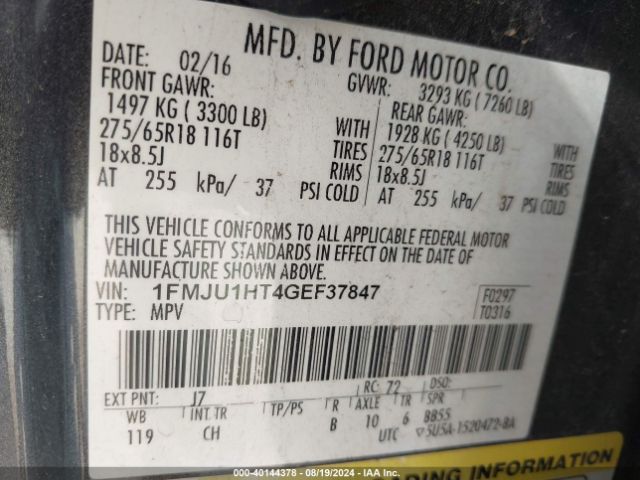 MFD. BY FORD MOTOR CO.
DATE: 02/16
GVWR: 3293 KG ( 7260 LB)
FRONT GAWR:
REAR GAWR:
1497 KG ( 3300 LB)
1928 KG ( 4250 LB)
275/65R18 116T
WITH
TIRES
275/65R18 116T
WITH
TIRES
18x8.5J
RIMS
18x8.5J
RIMS
AT 255 kPa/ 37 PSI COLD
AT 255 kPa/ 37 PSI COLD
THIS VEHICLE CONFORMS TO ALL APPLICABLE FEDERAL MOTOR
VEHICLE SAFETY STANDARDS IN EFFECT ON THE DATE OF
MANUFACTURE SHOWN ABOVE.
VIN: 1FMJU1HT4GEF37847
F0297
TYPE: MPV
T0316
EXT PNT: J7
RC: 72
DSO:
WB
INT TR
TP/PS
R
AXLE
TR
SPR
119
CH
B
10
6
BB55
UTC
5U5A-1520472-BA
DING INFORMATION
000-40144378 - 08/19/2024 - IAA Inc.